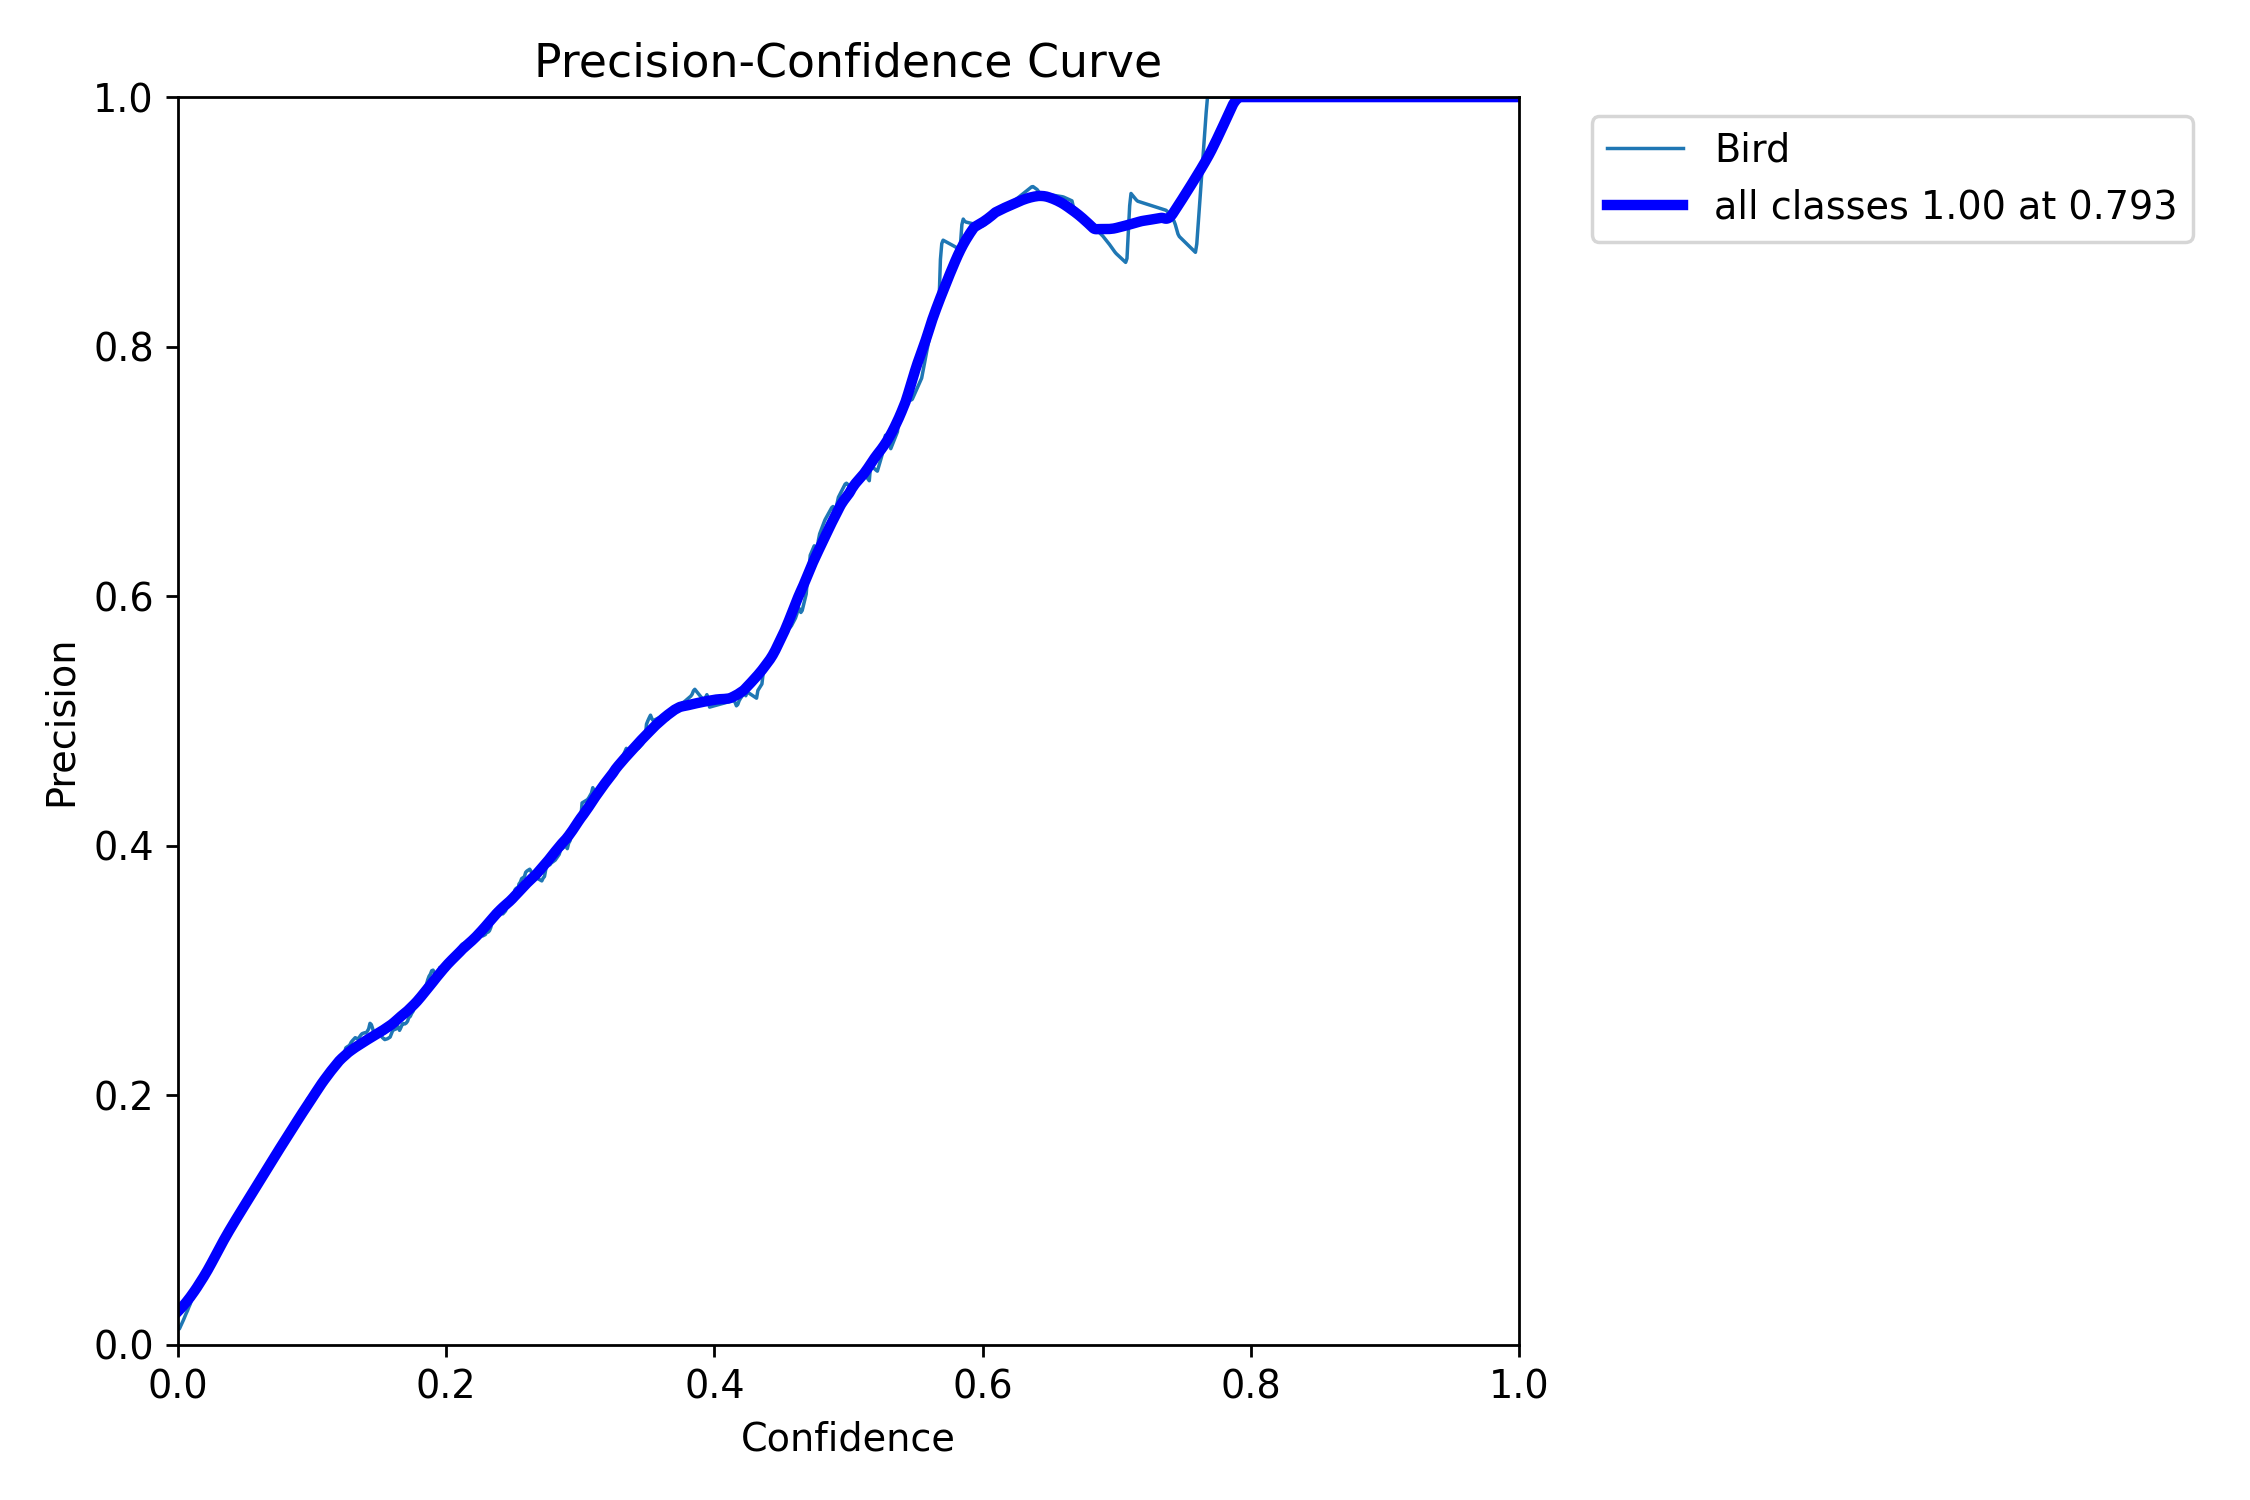 Precision-Confidence Curve
Bird
all classes 1.00 at 0.793
1.0
0.8
0.6
0.4
0.2
0.0
Precision
0.0 0.2 0.4 0.6 0.8 1.0
Confidence